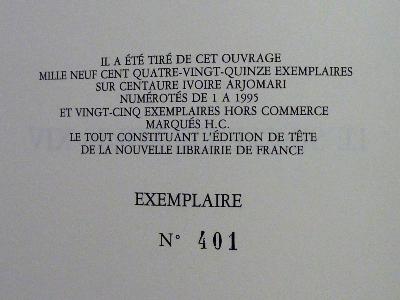 IL A ÉTÉ TIRÉ DE CET OUVRAGE
MILLE NEUF CENT QUATRE-VINGT-QUINZE EXEMPLAIRES
SUR CENTAURE IVOIRE ARJOMARI
NUMÉROTÉS DE 1 A 1995
ET VINGT-CINQ EXEMPLAIRES HORS COMMERCE
MARQUÉS H.C.
LE TOUT CONSTITUANT L'ÉDITION DE TÊTE
DE LA NOUVELLE LIBRAIRIE DE FRANCE
EXEMPLAIRE
N° 401